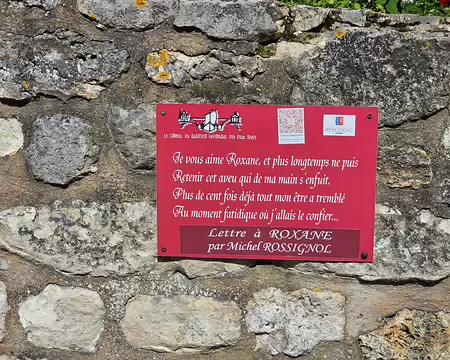 Je vous aime Roxane, et plus longtemps ne puis
Retenir cet aveu qui de ma main s'enfuit.
Plus de cent fois déjà tout mon être a tremblé
Au moment fatidique où j'allais le confier...
Lettre à ROXANE
par Michel ROSSIGNOL
BERGERAC